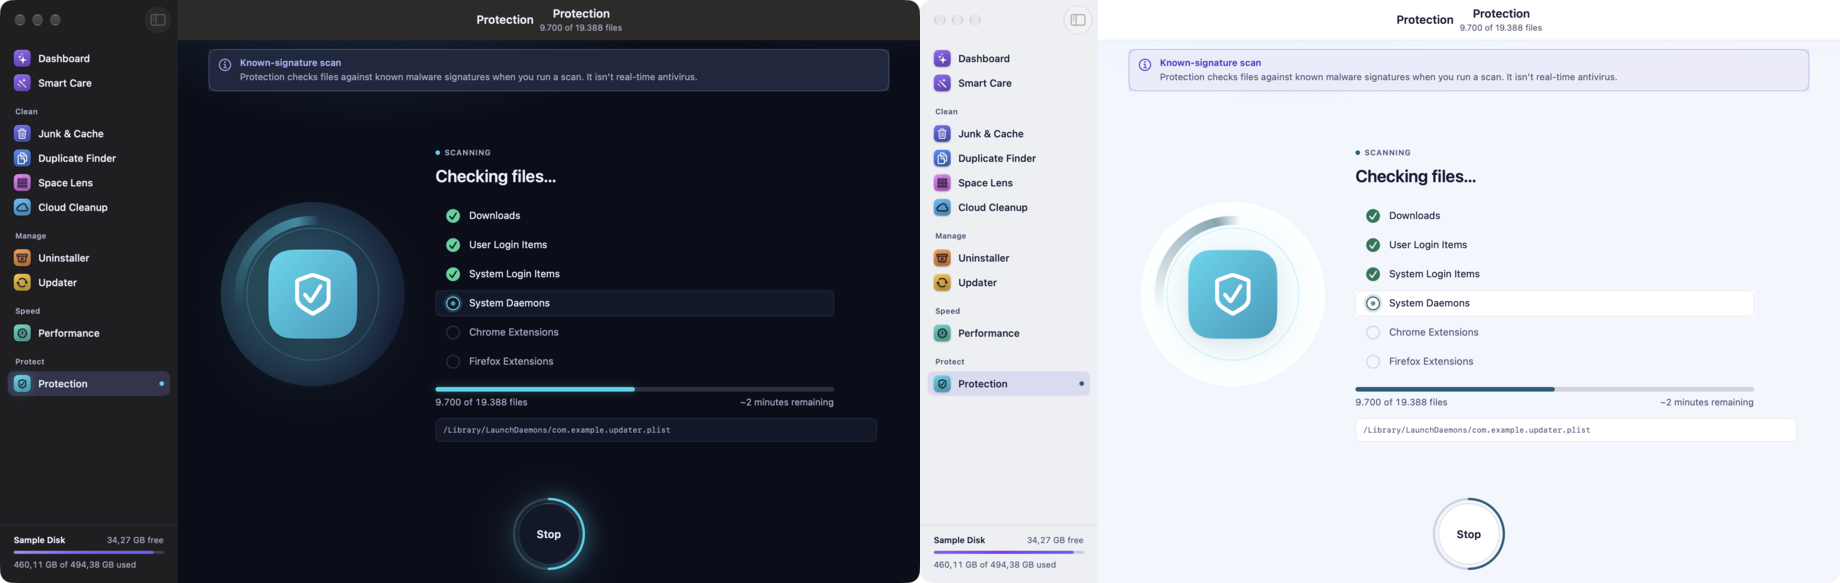 Dashboard
Smart Care
Clean
Junk & Cache
Duplicate Finder
Space Lens
Cloud Cleanup
Manage
Uninstaller
Updater
Speed
Performance
Protect
Protection
Sample Disk 34,27 GB free
460,11 GB of 494,38 GB used
Protection
Protection
9.700 of 19.388 files
Known-signature scan
Protection checks files against known malware signatures when you run a scan. It isn't real-time antivirus.
SCANNING
Checking files...
Downloads
User Login Items
System Login Items
System Daemons
Chrome Extensions
Firefox Extensions
9.700 of 19.388 files ~2 minutes remaining
/Library/LaunchDaemons/com.example.updater.plist
Stop
Dashboard
Smart Care
Clean
Junk & Cache
Duplicate Finder
Space Lens
Cloud Cleanup
Manage
Uninstaller
Updater
Speed
Performance
Protect
Protection
Sample Disk 34,27 GB free
460,11 GB of 494,38 GB used
Protection
Protection
9.700 of 19.388 files
Known-signature scan
Protection checks files against known malware signatures when you run a scan. It isn't real-time antivirus.
SCANNING
Checking files...
Downloads
User Login Items
System Login Items
System Daemons
Chrome Extensions
Firefox Extensions
9.700 of 19.388 files ~2 minutes remaining
/Library/LaunchDaemons/com.example.updater.plist
Stop